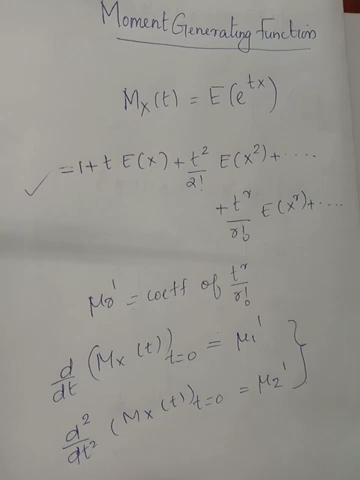 Moment Generating Function
Mx(t) = E(e^tx)
= 1 + t E(x) + t²/2! E(x²) + ....
+ t^r/r! E(x^r) + ....
μr' = coeff of t^r/r!
d/dt (Mx(t))t=0 = μ1'
d²/dt² (Mx(t))t=0 = μ2'